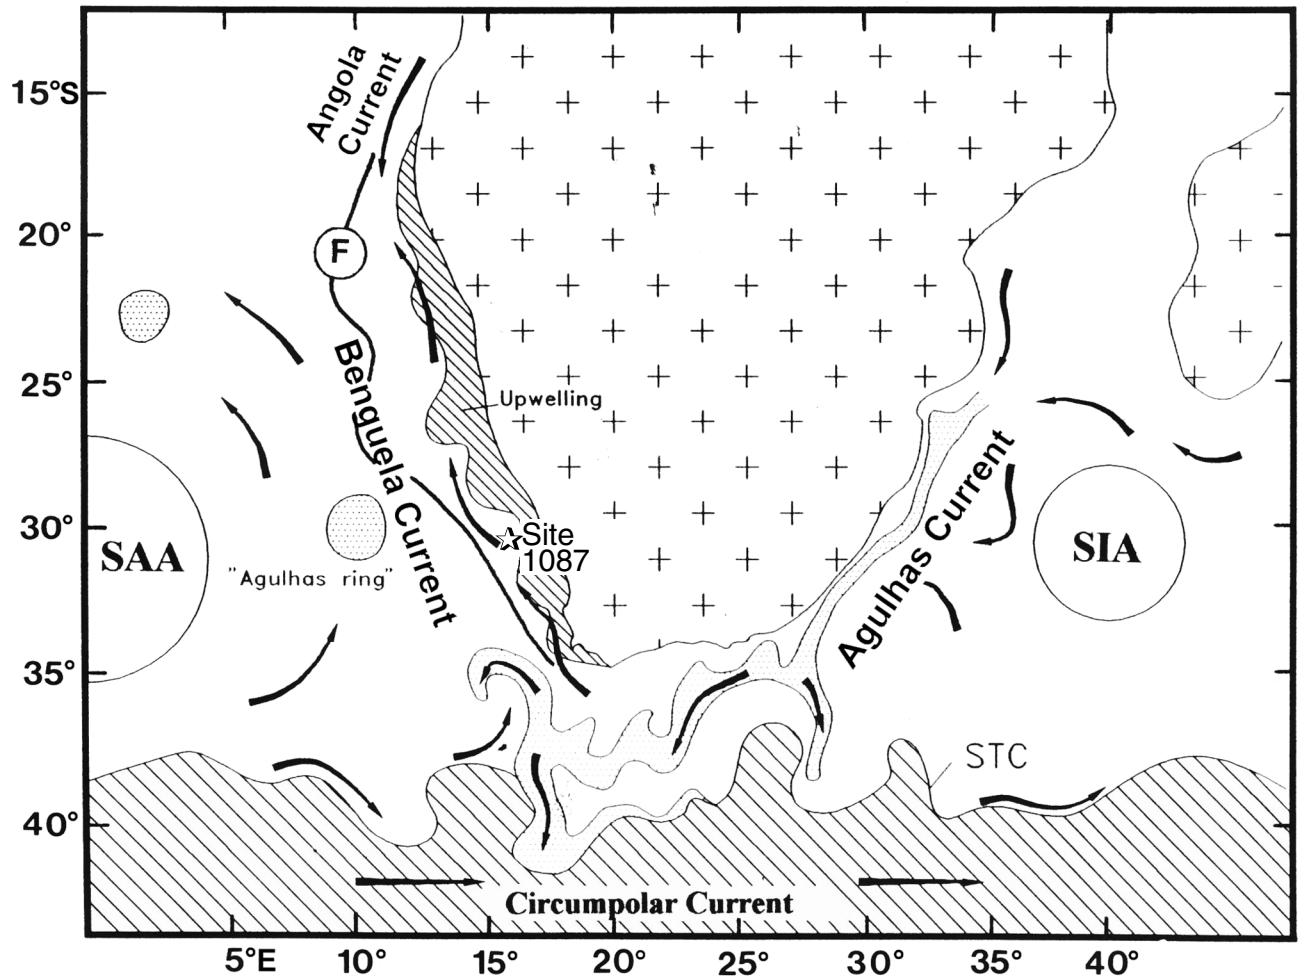 Angola
Current
15°S
20°
F
25°
Upwelling
Benguela Current
Agulhas Current
30°
Site
1087
SAA
SIA
"Agulhas ring"
35°
STC
40°
Circumpolar Current
5°E
10°
15°
20°
25°
30°
35°
40°